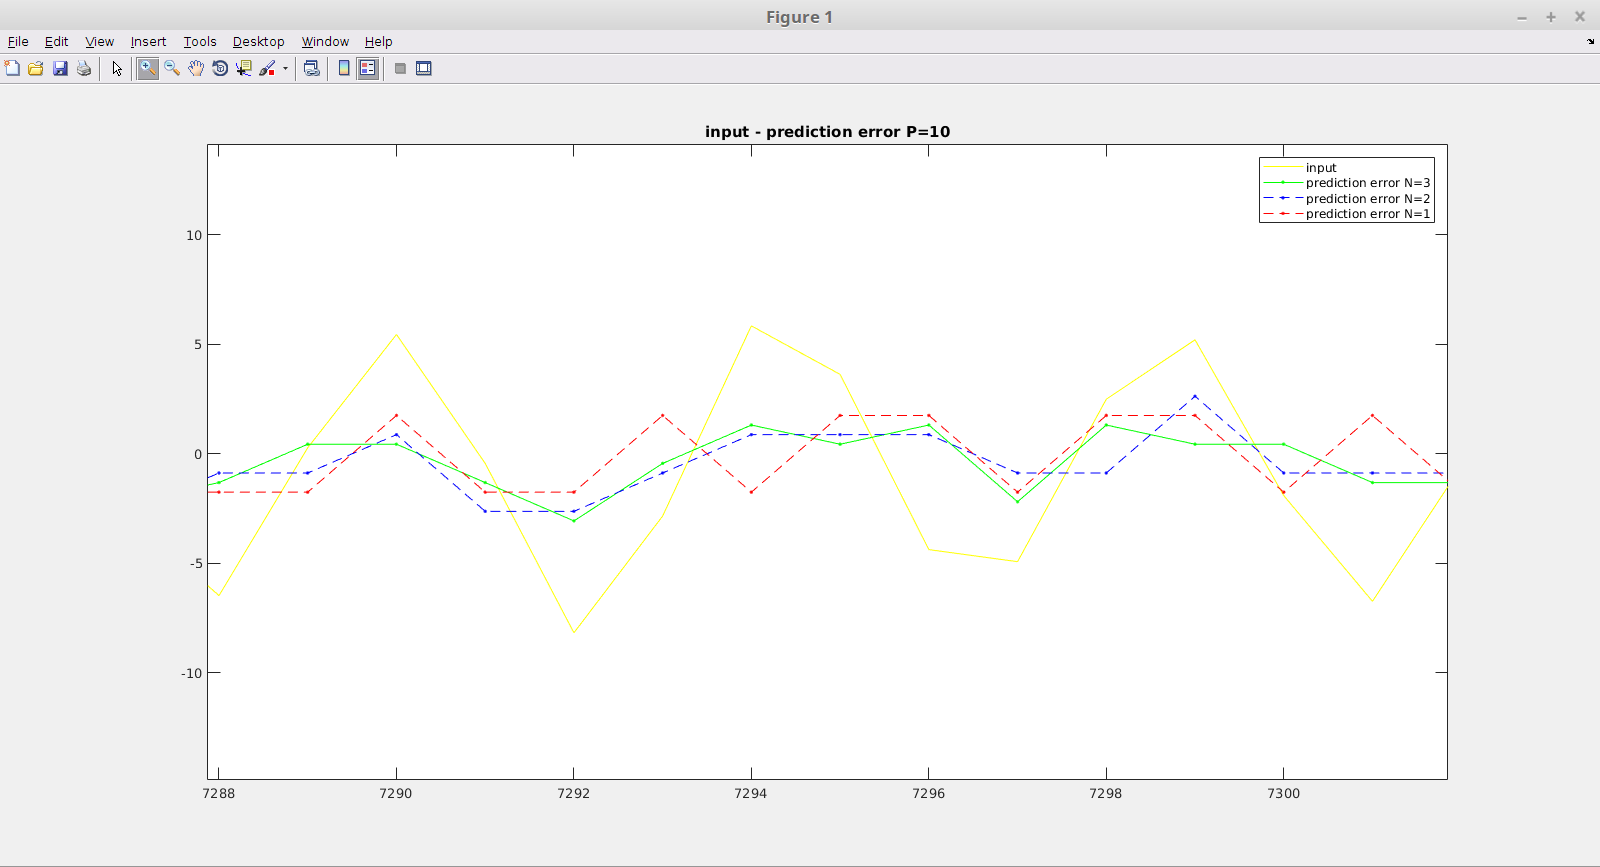 Figure 1
File Edit View Insert Tools Desktop Window Help
input - prediction error P=10
input
prediction error N=3
prediction error N=2
prediction error N=1
10
5
0
-5
-10
7288 7290 7292 7294 7296 7298 7300